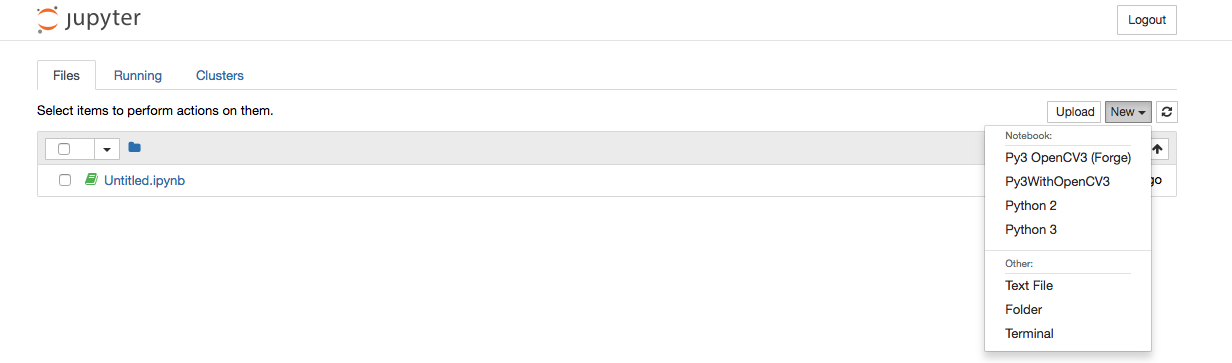 jupyter
Logout
Files Running Clusters
Select items to perform actions on them.
Upload New
Notebook:
Py3 OpenCV3 (Forge)
Untitled.ipynb
Py3WithOpenCV3
Python 2
Python 3
Other:
Text File
Folder
Terminal